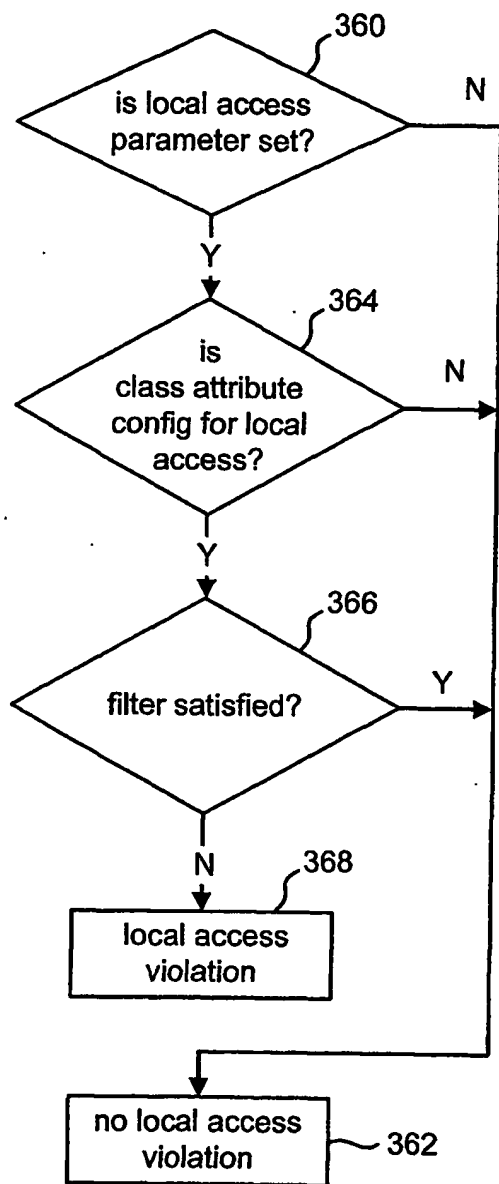 360
is local access
parameter set?
N
Y
364
is
class attribute
config for local
access?
N
Y
366
filter satisfied?
Y
N
368
local access
violation
no local access
violation
362